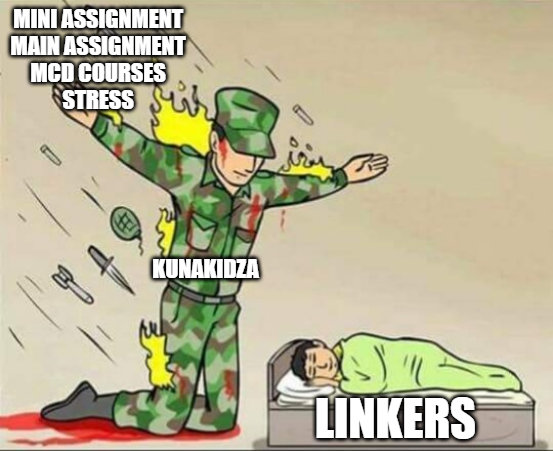 MINI ASSIGNMENT
MAIN ASSIGNMENT
MCD COURSES
STRESS
KUNAKIDZA
LINKERS